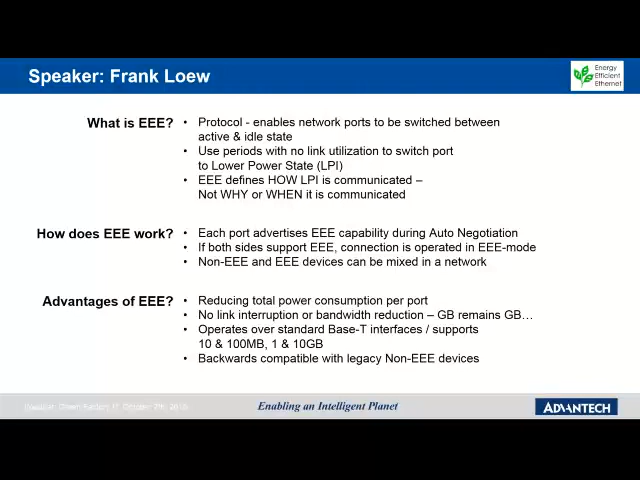 Speaker: Frank Loew
Energy
Efficient
Ethernet
What is EEE?
• Protocol - enables network ports to be switched between
active & idle state
• Use periods with no link utilization to switch port
to Lower Power State (LPI)
• EEE defines HOW LPI is communicated –
Not WHY or WHEN it is communicated
How does EEE work?
• Each port advertises EEE capability during Auto Negotiation
• If both sides support EEE, connection is operated in EEE-mode
• Non-EEE and EEE devices can be mixed in a network
Advantages of EEE?
• Reducing total power consumption per port
• No link interruption or bandwidth reduction – GB remains GB…
• Operates over standard Base-T interfaces / supports
10 & 100MB, 1 & 10GB
• Backwards compatible with legacy Non-EEE devices
Enabling an Intelligent Planet
ADVANTECH